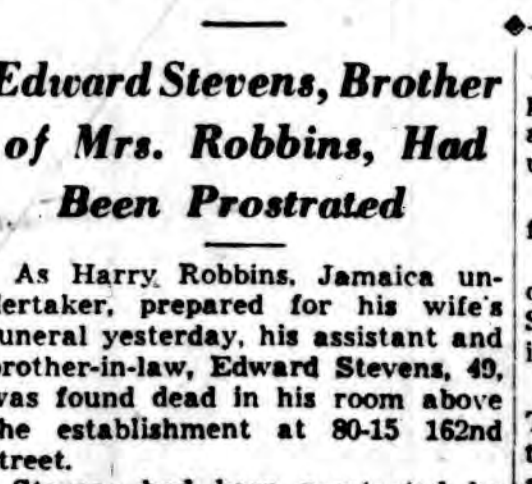 Edward Stevens, Brother
of Mrs. Robbins, Had
Been Prostrated
As Harry Robbins, Jamaica un-
dertaker, prepared for his wife's
funeral yesterday, his assistant and
brother-in-law, Edward Stevens, 49,
was found dead in his room above
the establishment at 80-15 162nd
street.